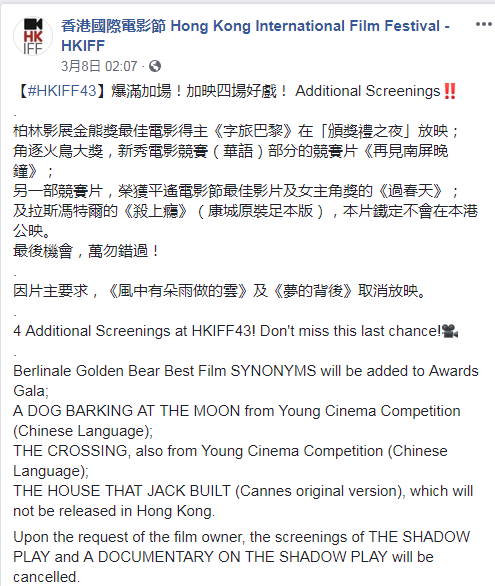 香港國際電影節 Hong Kong International Film Festival -
HKIFF
3月8日 02:07 ·
HK
IFF
【#HKIFF43】爆滿加場！加映四場好戲！ Additional Screenings‼️
.
柏林影展金熊獎最佳電影得主《字旅巴黎》在「頒獎禮之夜」放映；
角逐火鳥大獎，新秀電影競賽（華語）部分的競賽片《再見南屏晚
鐘》；
另一部競賽片，榮獲平遙電影節最佳影片及女主角獎的《過春天》；
及拉斯馮特爾的《殺上癮》（康城原裝足本版），本片鐵定不會在本港
公映。
最後機會，萬勿錯過！
.
因片主要求，《風中有朵雨做的雲》及《夢的背後》取消放映。
.
4 Additional Screenings at HKIFF43! Don't miss this last chance!🎥
.
Berlinale Golden Bear Best Film SYNONYMS will be added to Awards
Gala;
A DOG BARKING AT THE MOON from Young Cinema Competition
(Chinese Language);
THE CROSSING, also from Young Cinema Competition (Chinese
Language);
THE HOUSE THAT JACK BUILT (Cannes original version), which will
not be released in Hong Kong.
Upon the request of the film owner, the screenings of THE SHADOW
PLAY and A DOCUMENTARY ON THE SHADOW PLAY will be
cancelled.